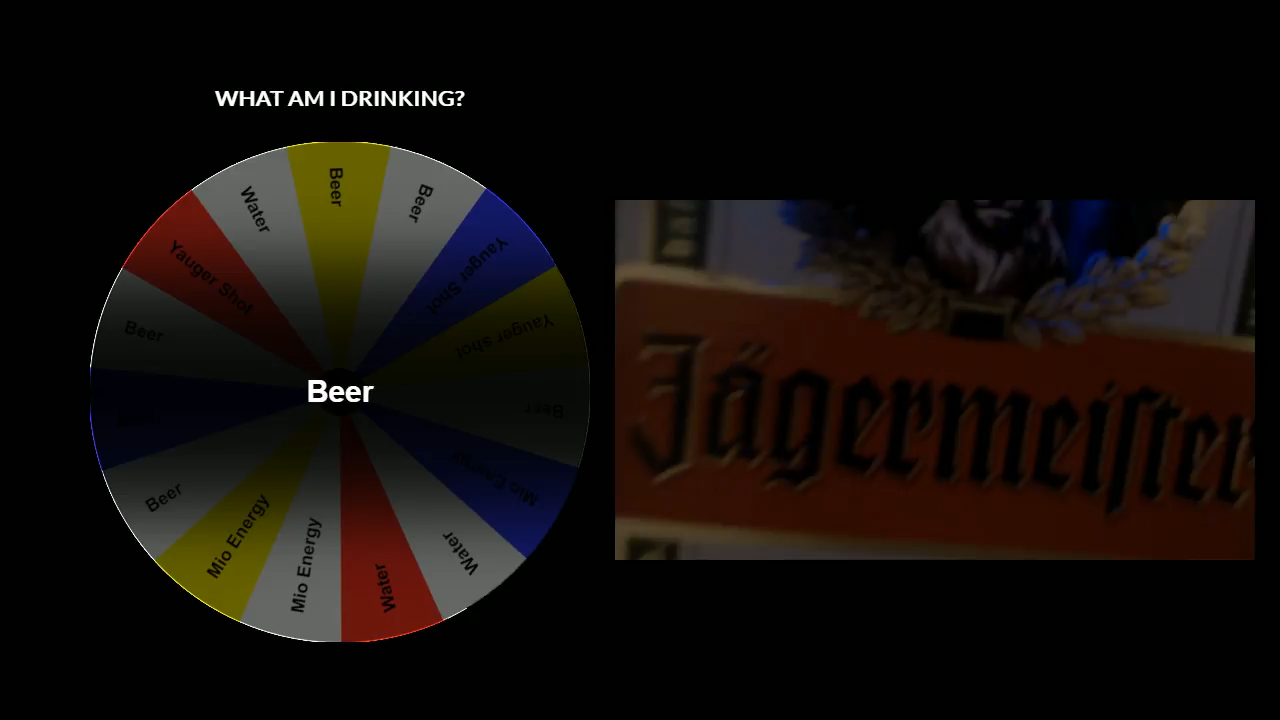 WHAT AM I DRINKING?
Beer
Beer
Yauger Shot
Yauger shot
Beer
Mio Energy
Water
Water
Mio Energy
Mio Energy
Beer
Beer
Yauger Shot
Water
Beer
Jägermeiſter